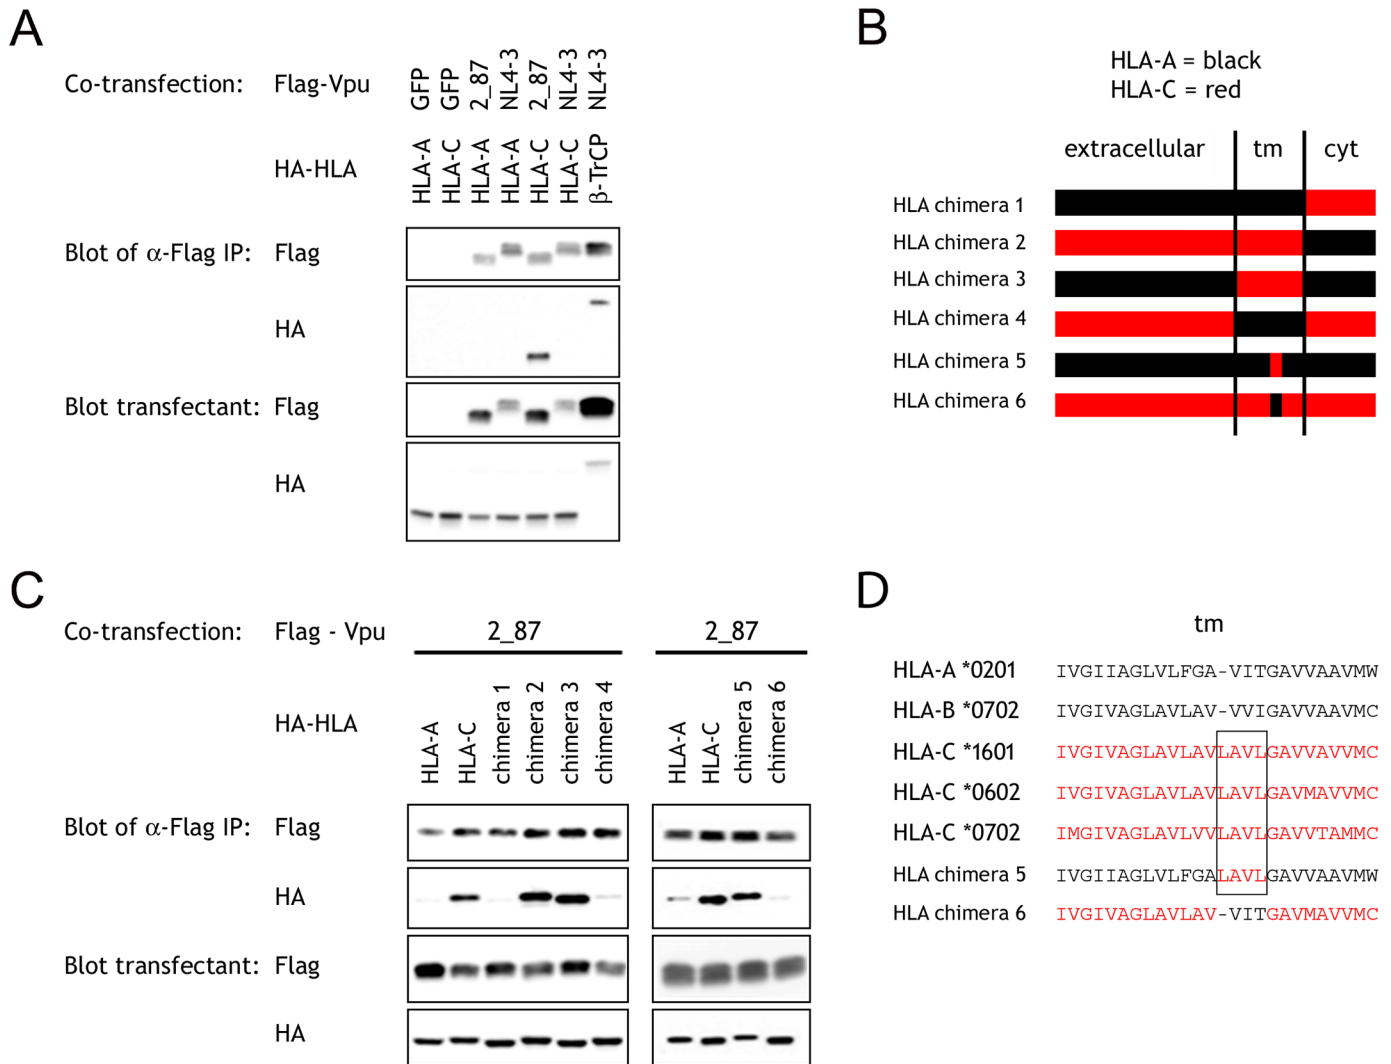 A
Co-transfection: Flag-Vpu
GFP GFP 2_87 NL4-3 2_87 NL4-3 NL4-3
HA-HLA
HLA-A HLA-C HLA-A HLA-A HLA-C HLA-C β-TrCP
Blot of α-Flag IP: Flag
HA
Blot transfectant: Flag
HA
B
HLA-A = black
HLA-C = red
extracellular tm cyt
HLA chimera 1
HLA chimera 2
HLA chimera 3
HLA chimera 4
HLA chimera 5
HLA chimera 6
C
Co-transfection: Flag - Vpu 2_87 2_87
HA-HLA
HLA-A HLA-C chimera 1 chimera 2 chimera 3 chimera 4 HLA-A HLA-C chimera 5 chimera 6
Blot of α-Flag IP: Flag
HA
Blot transfectant: Flag
HA
D
tm
HLA-A *0201 IVGIIAGLVLFGA-VITGAVVAAVMW
HLA-B *0702 IVGIVAGLAVLAV-VVIGAVVAAVMC
HLA-C *1601 IVGIVAGLAVLAVLAVLGAVVAVVMC
HLA-C *0602 IVGIVAGLAVLAVLAVLGAVMAVVMC
HLA-C *0702 IMGIVAGLAVLVVLAVLGAVVTAMMC
HLA chimera 5 IVGIIAGLVLFGALAVLGAVVAAVMW
HLA chimera 6 IVGIVAGLAVLAV-VITGAVMAVVMC